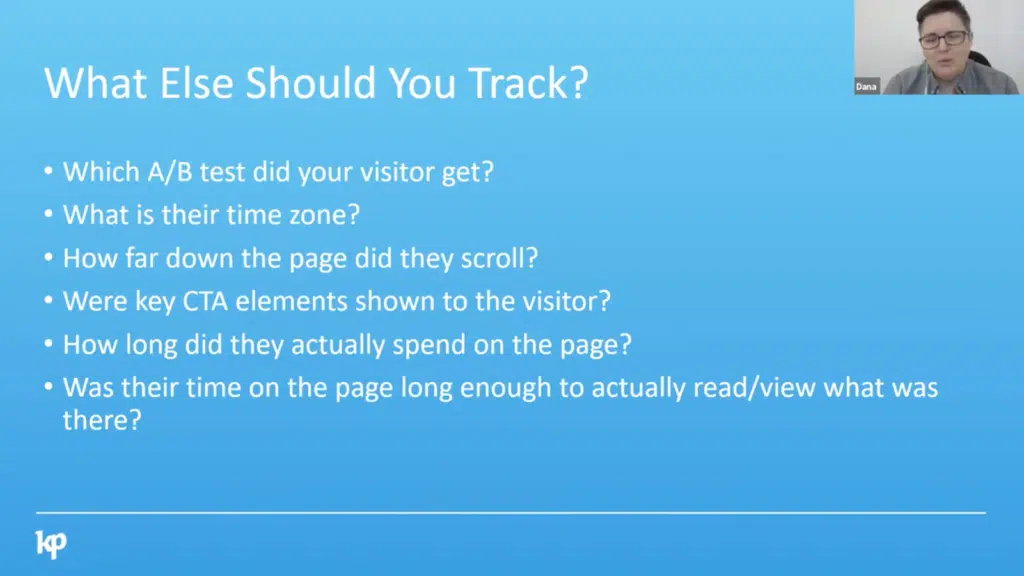 What Else Should You Track?
Dana
• Which A/B test did your visitor get?
• What is their time zone?
• How far down the page did they scroll?
• Were key CTA elements shown to the visitor?
• How long did they actually spend on the page?
• Was their time on the page long enough to actually read/view what was
there?
kp